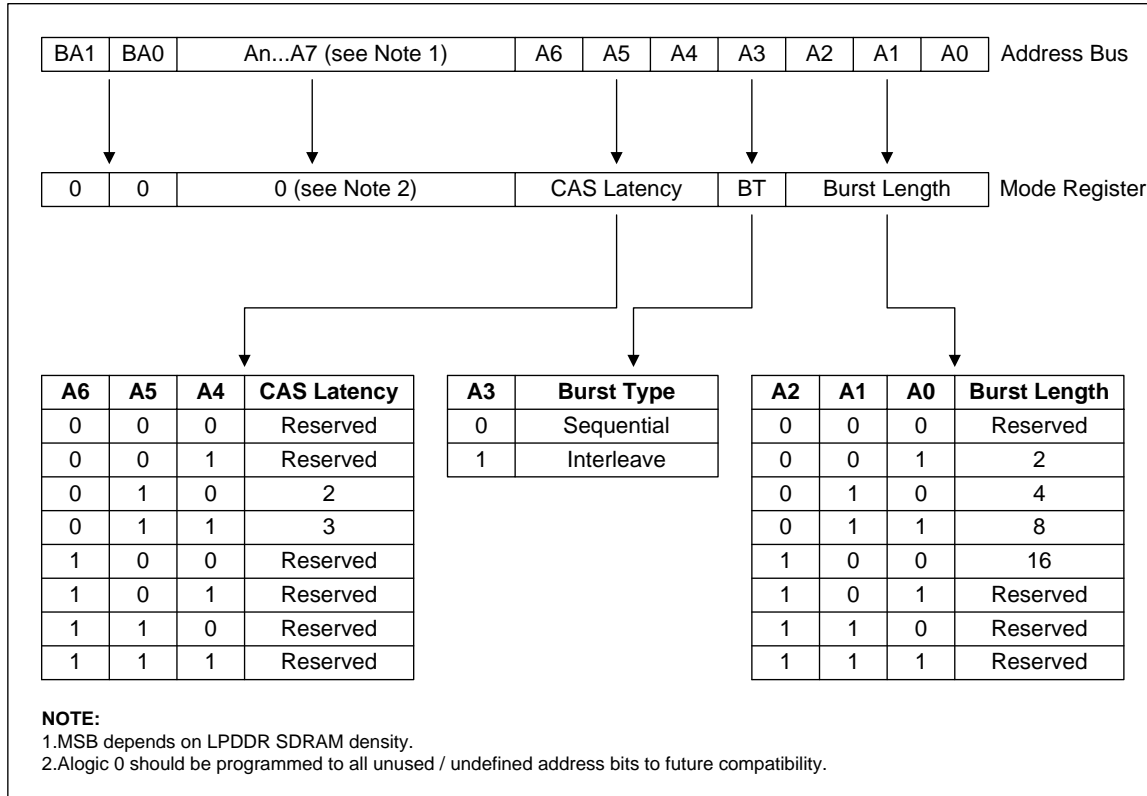 BA1 BA0 An...A7 (see Note 1) A6 A5 A4 A3 A2 A1 A0 Address Bus
0 0 0 (see Note 2) CAS Latency BT Burst Length Mode Register
A6 A5 A4 CAS Latency
0 0 0 Reserved
0 0 1 Reserved
0 1 0 2
0 1 1 3
1 0 0 Reserved
1 0 1 Reserved
1 1 0 Reserved
1 1 1 Reserved
A3 Burst Type
0 Sequential
1 Interleave
A2 A1 A0 Burst Length
0 0 0 Reserved
0 0 1 2
0 1 0 4
0 1 1 8
1 0 0 16
1 0 1 Reserved
1 1 0 Reserved
1 1 1 Reserved
NOTE:
1.MSB depends on LPDDR SDRAM density.
2.Alogic 0 should be programmed to all unused / undefined address bits to future compatibility.